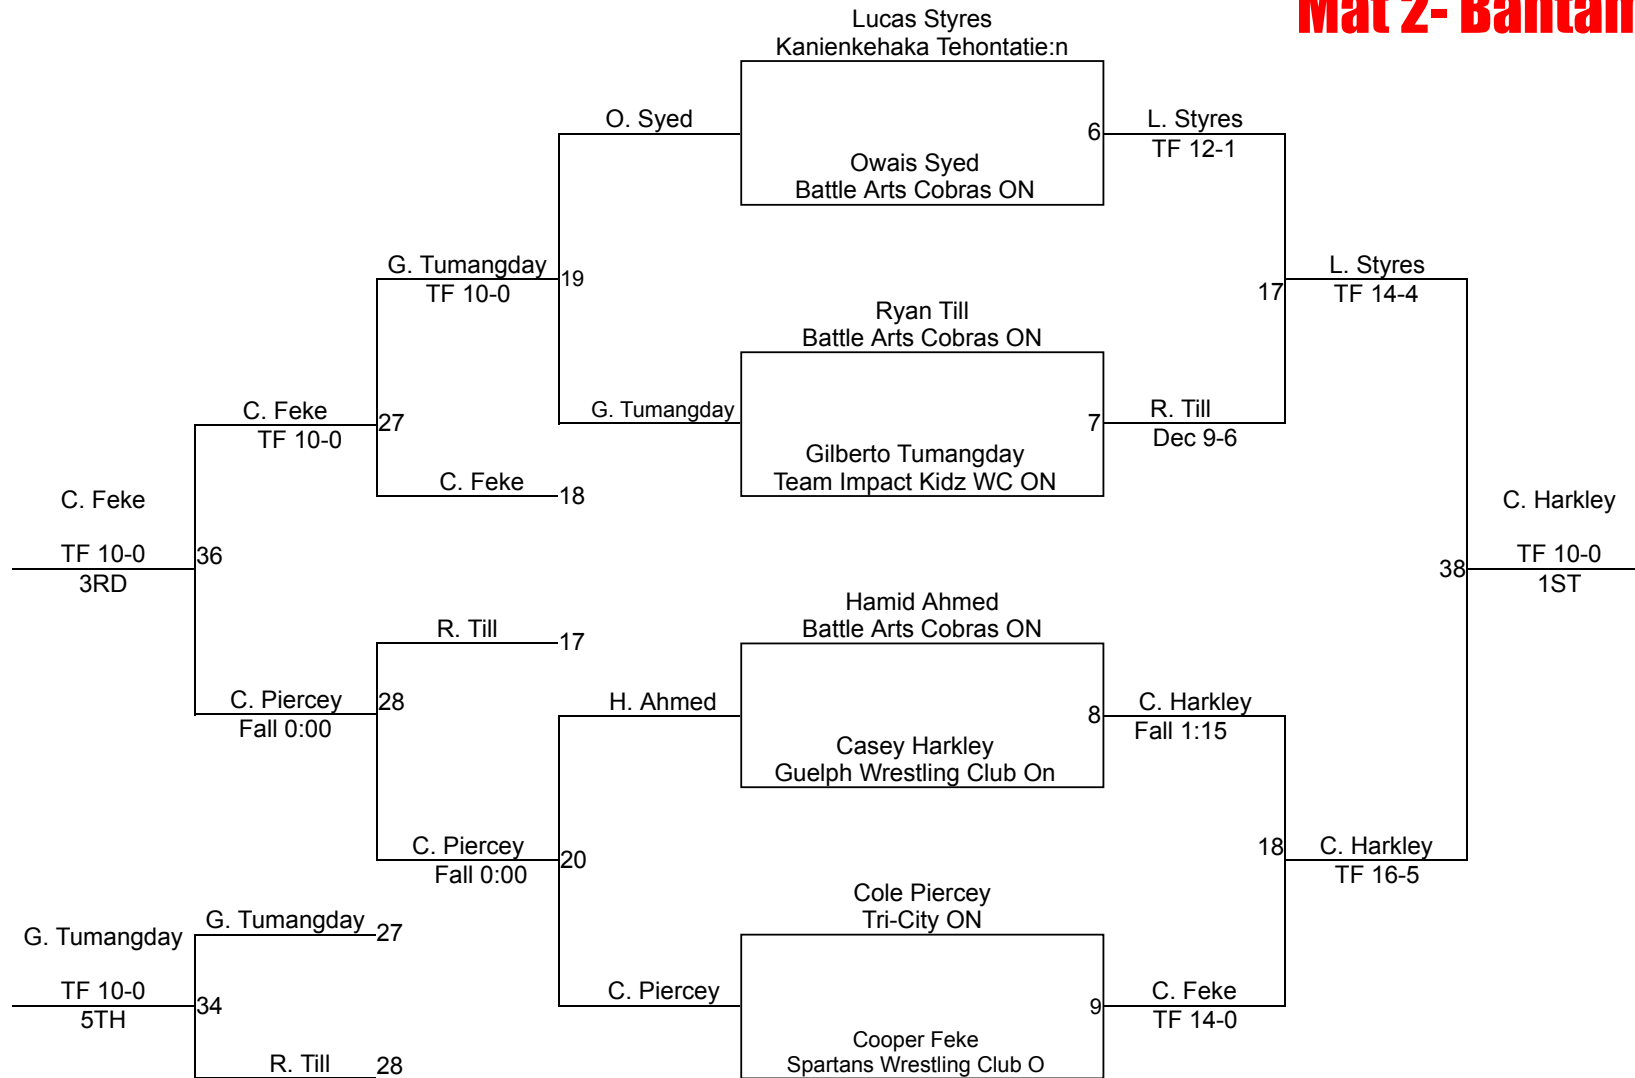 Mat 2- Bantam
Lucas Styres
Kanienkehaka Tehontatie:n
O. Syed
6
L. Styres
TF 12-1
Owais Syed
Battle Arts Cobras ON
G. Tumangday
TF 10-0
19
17
L. Styres
TF 14-4
Ryan Till
Battle Arts Cobras ON
C. Feke
TF 10-0
27
G. Tumangday
7
R. Till
Dec 9-6
Gilberto Tumangday
Team Impact Kidz WC ON
C. Feke
18
C. Feke
TF 10-0
3RD
36
C. Harkley
38
TF 10-0
1ST
Hamid Ahmed
Battle Arts Cobras ON
R. Till
17
C. Piercey
Fall 0:00
28
H. Ahmed
8
C. Harkley
Fall 1:15
Casey Harkley
Guelph Wrestling Club On
C. Piercey
Fall 0:00
20
18
C. Harkley
TF 16-5
Cole Piercey
Tri-City ON
G. Tumangday
G. Tumangday
27
TF 10-0
5TH
34
C. Piercey
9
C. Feke
TF 14-0
Cooper Feke
Spartans Wrestling Club O
R. Till
28